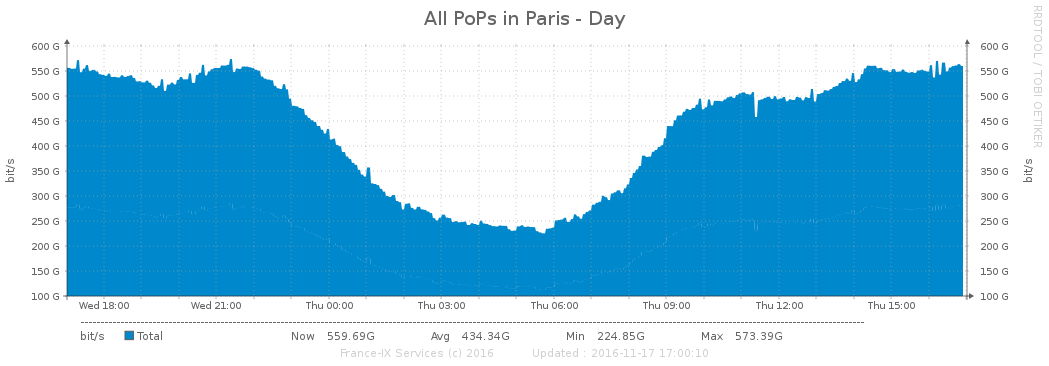 All PoPs in Paris - Day
RRDTOOL / TOBI OETIKER
600 G 600 G
550 G 550 G
500 G 500 G
450 G 450 G
400 G 400 G
350 G 350 G
300 G 300 G
250 G 250 G
200 G 200 G
150 G 150 G
100 G 100 G
bit/s bit/s
Wed 18:00 Wed 21:00 Thu 00:00 Thu 03:00 Thu 06:00 Thu 09:00 Thu 12:00 Thu 15:00
bit/s Total Now 559.69G Avg 434.34G Min 224.85G Max 573.39G
France-IX Services (c) 2016 Updated : 2016-11-17 17:00:10